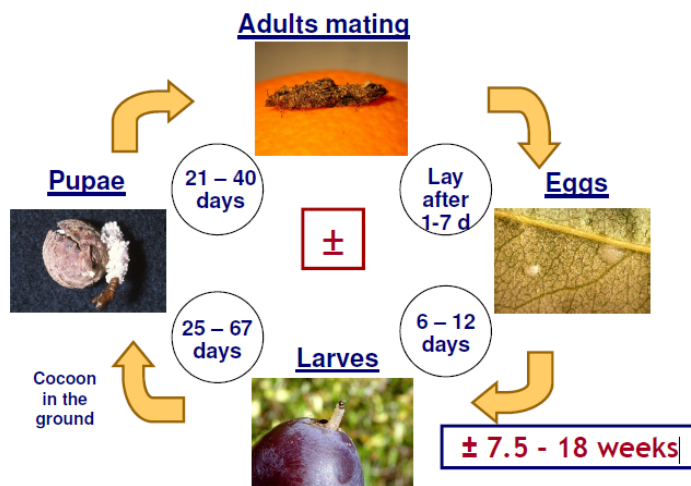 Adults mating
Pupae
21 – 40
days
Lay
after
1-7 d
Eggs
±
25 – 67
days
6 – 12
days
Larves
Cocoon
in the
ground
± 7.5 - 18 weeks